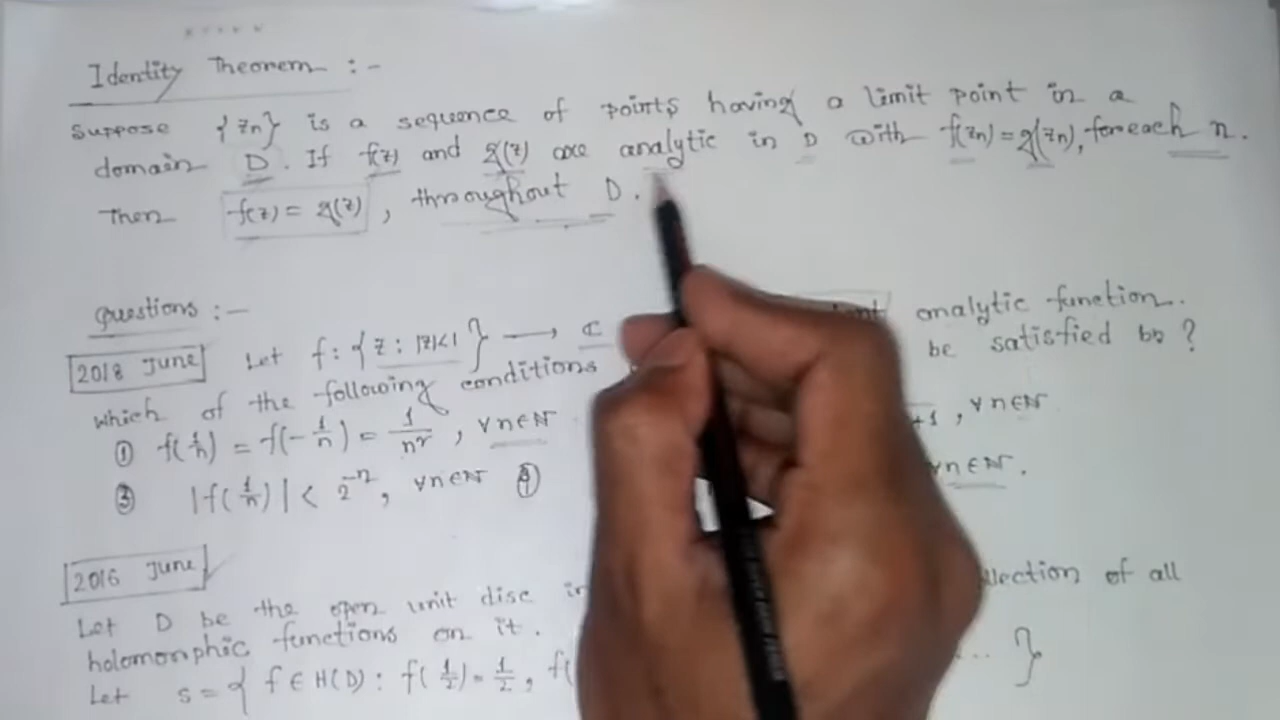 Identity Theorem :-
Suppose {zn} is a sequence of points having a limit point in a
domain D. If f(z) and g(z) are analytic in D with f(zn) = g(zn), for each n.
Then f(z) = g(z), throughout D.
Questions :-
2018 June Let f : {z : |z|<1} → ℂ analytic function.
Which of the following conditions be satisfied by ?
① f(1/n) = f(-1/n) = 1/n², ∀ n∈ℕ +1, ∀ n∈ℕ
③ |f(1/n)| < 2⁻ⁿ, ∀ n∈ℕ ④ ∀ n∈ℕ.
2016 June
Let D be the open unit disc in of all
holomorphic functions on it.
Let S = { f ∈ H(D) : f(1/2) = 1/2, f( ... }